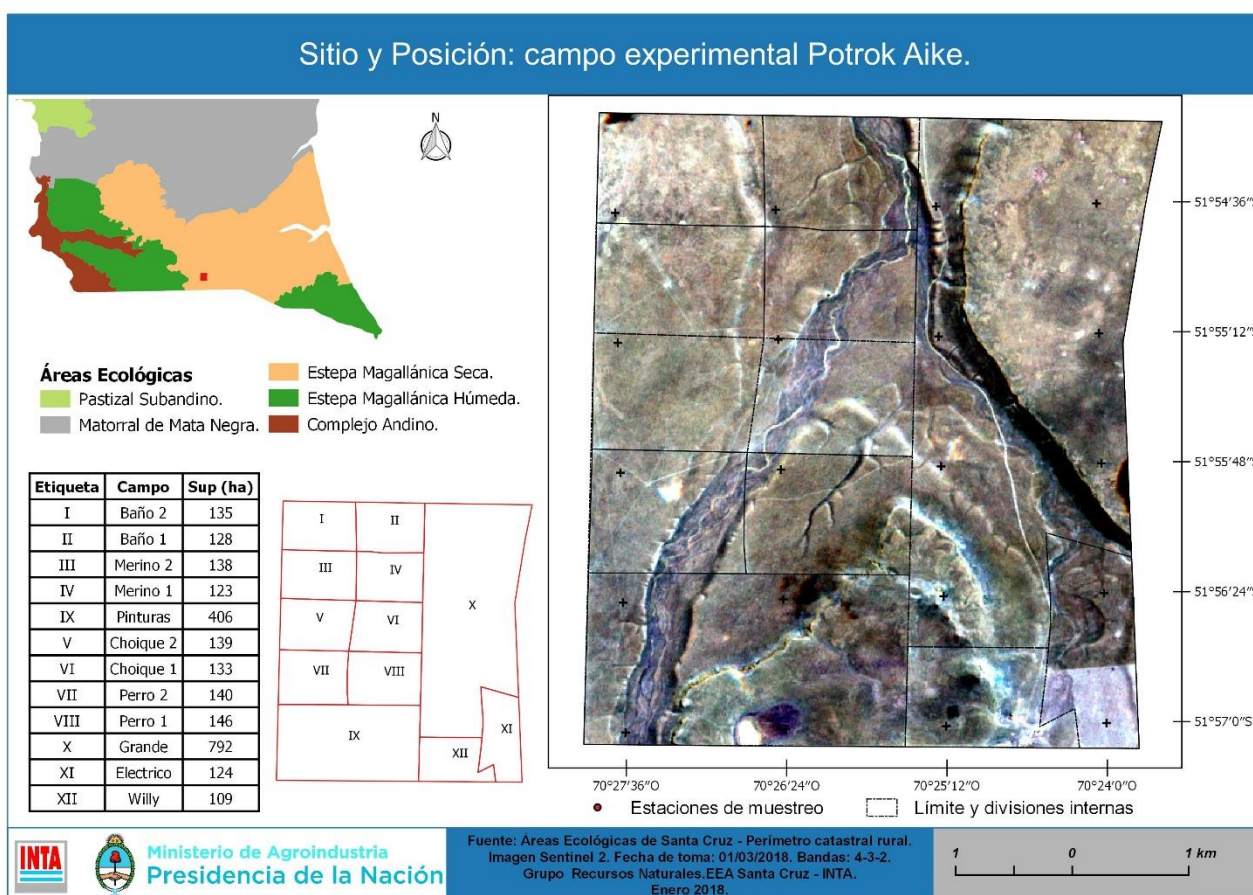 Sitio y Posición: campo experimental Potrok Aike.
N
Áreas Ecológicas
Pastizal Subandino.
Matorral de Mata Negra.
Estepa Magallánica Seca.
Estepa Magallánica Húmeda.
Complejo Andino.
Etiqueta Campo Sup (ha)
I Baño 2 135
II Baño 1 128
III Merino 2 138
IV Merino 1 123
IX Pinturas 406
V Choique 2 139
VI Choique 1 133
VII Perro 2 140
VIII Perro 1 146
X Grande 792
XI Electrico 124
XII Willy 109
I II
III IV
X
V VI
VII VIII
IX XII XI
51°54'36"S
51°55'12"S
51°55'48"S
51°56'24"S
51°57'0"S
70°27'36"O 70°26'24"O 70°25'12"O 70°24'0"O
Estaciones de muestreo Límite y divisiones internas
INTA
Ministerio de Agroindustria
Presidencia de la Nación
Fuente: Áreas Ecológicas de Santa Cruz - Perímetro catastral rural.
Imagen Sentinel 2. Fecha de toma: 01/03/2018. Bandas: 4-3-2.
Grupo Recursos Naturales.EEA Santa Cruz - INTA.
Enero 2018.
1 0 1 km